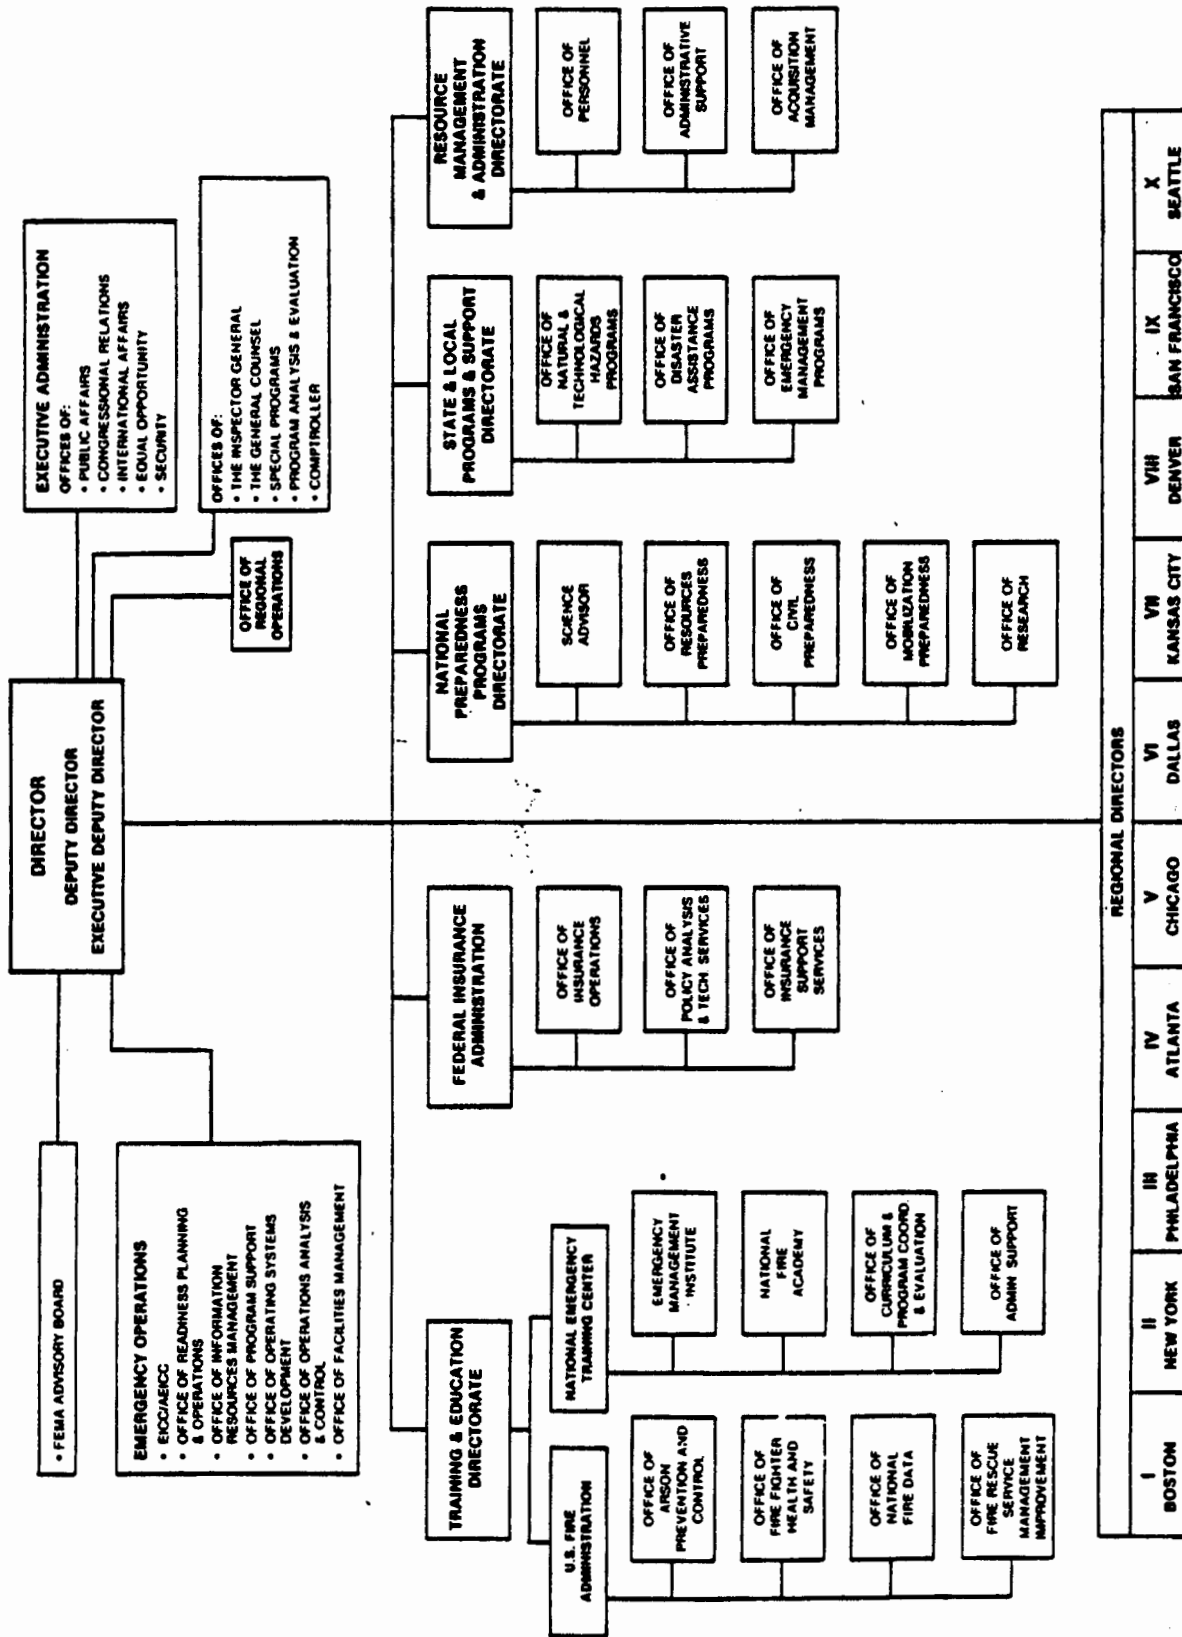 DIRECTOR
DEPUTY DIRECTOR
EXECUTIVE DEPUTY DIRECTOR
• FEMA ADVISORY BOARD
EMERGENCY OPERATIONS
• EICC/AEICC
• OFFICE OF READINESS PLANNING
& OPERATIONS
• OFFICE OF INFORMATION
RESOURCES MANAGEMENT
• OFFICE OF PROGRAM SUPPORT
• OFFICE OF OPERATING SYSTEMS
DEVELOPMENT
• OFFICE OF OPERATIONS ANALYSIS
& CONTROL
• OFFICE OF FACILITIES MANAGEMENT
EXECUTIVE ADMINISTRATION
OFFICES OF:
• PUBLIC AFFAIRS
• CONGRESSIONAL RELATIONS
• INTERNATIONAL AFFAIRS
• EQUAL OPPORTUNITY
• SECURITY
OFFICES OF:
• THE INSPECTOR GENERAL
• THE GENERAL COUNSEL
• SPECIAL PROGRAMS
• PROGRAM ANALYSIS & EVALUATION
• COMPTROLLER
OFFICE OF
REGIONAL
OPERATIONS
TRAINING & EDUCATION
DIRECTORATE
U.S. FIRE
ADMINISTRATION
OFFICE OF
ARSON
PREVENTION AND
CONTROL
OFFICE OF
FIRE FIGHTER
HEALTH AND
SAFETY
OFFICE OF
NATIONAL
FIRE DATA
OFFICE OF
FIRE RESCUE
SERVICE
MANAGEMENT
IMPROVEMENT
NATIONAL EMERGENCY
TRAINING CENTER
EMERGENCY
MANAGEMENT
INSTITUTE
NATIONAL
FIRE
ACADEMY
OFFICE OF
CURRICULUM &
PROGRAM COORD.
& EVALUATION
OFFICE OF
ADMIN SUPPORT
FEDERAL INSURANCE
ADMINISTRATION
OFFICE OF
INSURANCE
OPERATIONS
OFFICE OF
POLICY ANALYSIS
& TECH. SERVICES
OFFICE OF
INSURANCE
SUPPORT
SERVICES
NATIONAL
PREPAREDNESS
PROGRAMS
DIRECTORATE
SCIENCE
ADVISOR
OFFICE OF
RESOURCES
PREPAREDNESS
OFFICE OF
CIVIL
PREPAREDNESS
OFFICE OF
MOBILIZATION
PREPAREDNESS
OFFICE OF
RESEARCH
STATE & LOCAL
PROGRAMS & SUPPORT
DIRECTORATE
OFFICE OF
NATURAL &
TECHNOLOGICAL
HAZARDS
PROGRAMS
OFFICE OF
DISASTER
ASSISTANCE
PROGRAMS
OFFICE OF
EMERGENCY
MANAGEMENT
PROGRAMS
RESOURCE
MANAGEMENT
& ADMINISTRATION
DIRECTORATE
OFFICE OF
PERSONNEL
OFFICE OF
ADMINISTRATIVE
SUPPORT
OFFICE OF
ACQUISITION
MANAGEMENT
REGIONAL DIRECTORS
I
BOSTON
II
NEW YORK
III
PHILADELPHIA
IV
ATLANTA
V
CHICAGO
VI
DALLAS
VII
KANSAS CITY
VIII
DENVER
IX
SAN FRANCISCO
X
SEATTLE